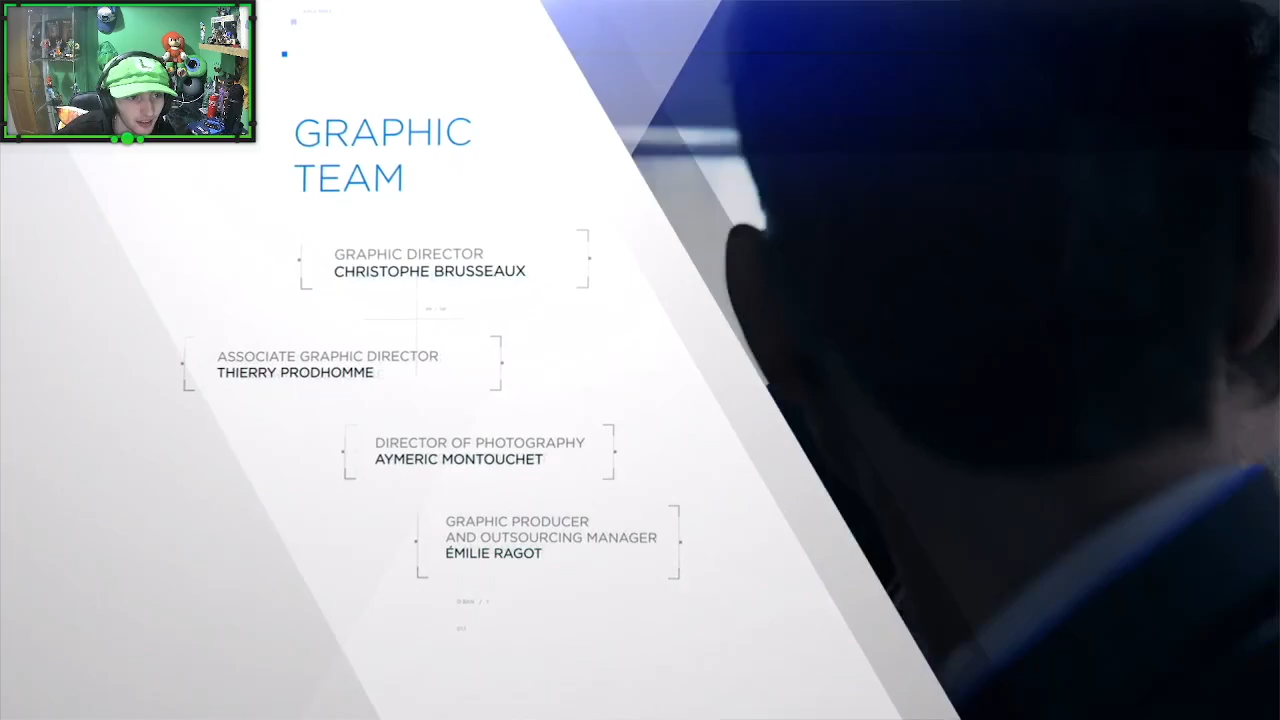 GRAPHIC
TEAM
GRAPHIC DIRECTOR
CHRISTOPHE BRUSSEAUX
ASSOCIATE GRAPHIC DIRECTOR
THIERRY PRODHOMME
DIRECTOR OF PHOTOGRAPHY
AYMERIC MONTOUCHET
GRAPHIC PRODUCER
AND OUTSOURCING MANAGER
ÉMILIE RAGOT